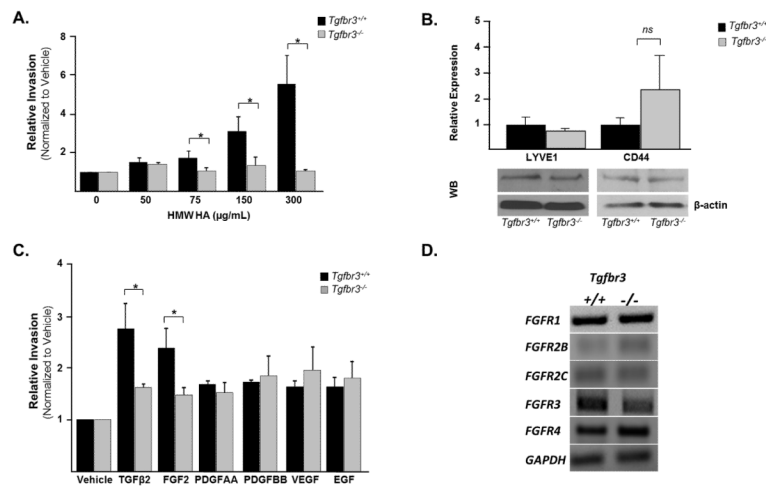 A.
Relative Invasion
(Normalized to Vehicle)
8
6
4
2
Tgfbr3+/+
Tgfbr3-/-
*
*
*
0 50 75 150 300
HMW HA (µg/mL)
B.
Relative Expression
5
4
3
2
1
Tgfbr3+/+
Tgfbr3-/-
ns
LYVE1 CD44
WB
β-actin
Tgfbr3+/+ Tgfbr3-/- Tgfbr3+/+ Tgfbr3-/-
C.
Relative Invasion
(Normalized to Vehicle)
4
3
2
1
Tgfbr3+/+
Tgfbr3-/-
*
*
Vehicle TGFβ2 FGF2 PDGFAA PDGFBB VEGF EGF
D.
Tgfbr3
+/+ -/-
FGFR1
FGFR2B
FGFR2C
FGFR3
FGFR4
GAPDH